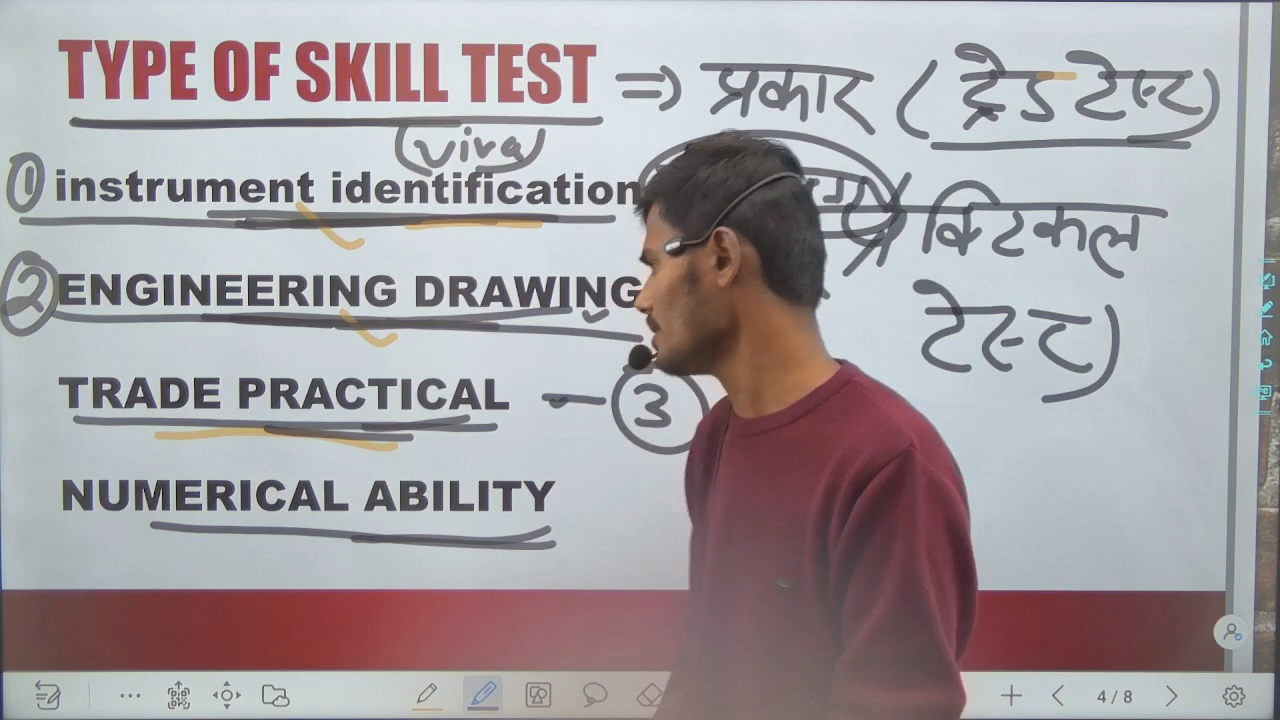 TYPE OF SKILL TEST ⇒ प्रकार (ट्रेड टेस्ट)
(viva)
① instrument identification
प्रेक्टिकल
② ENGINEERING DRAWING
टेस्ट)
TRADE PRACTICAL - ③
NUMERICAL ABILITY
4 / 8